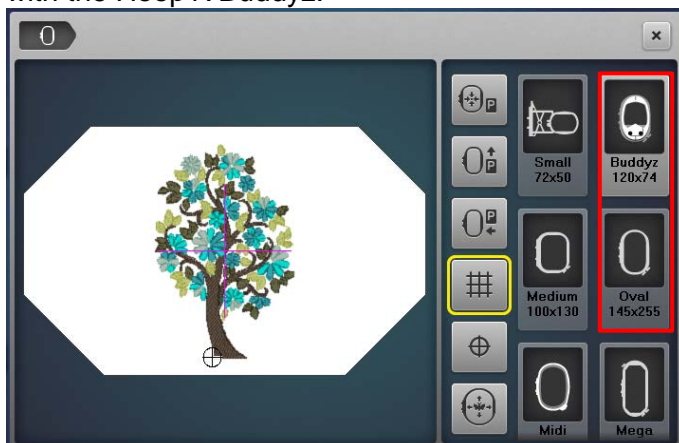 with the Hoop N Buddyz.
P
P
P
Small
72x50
Buddyz
120x74
Medium
100x130
Oval
145x255
Midi
Mega